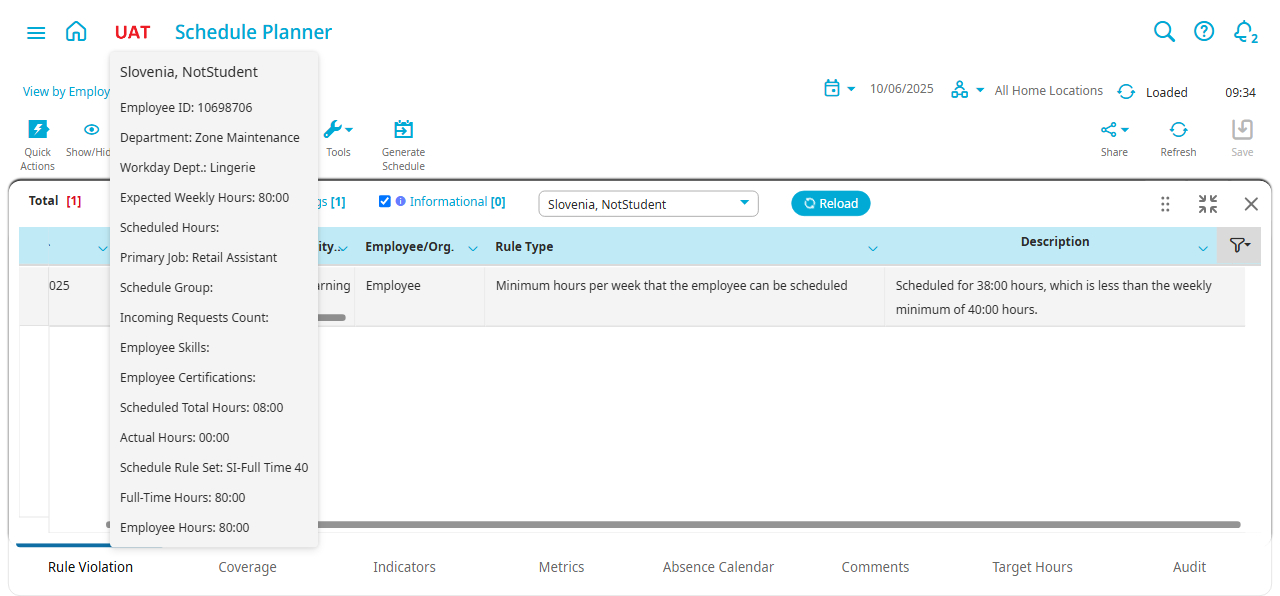 UAT
Schedule Planner
2
View by Employ
10/06/2025
All Home Locations
Loaded
09:34
Quick
Actions
Show/Hid
Tools
Generate
Schedule
Share
Refresh
Save
Slovenia, NotStudent
Employee ID: 10698706
Department: Zone Maintenance
Workday Dept.: Lingerie
Expected Weekly Hours: 80:00
Scheduled Hours:
Primary Job: Retail Assistant
Schedule Group:
Incoming Requests Count:
Employee Skills:
Employee Certifications:
Scheduled Total Hours: 08:00
Actual Hours: 00:00
Schedule Rule Set: SI-Full Time 40
Full-Time Hours: 80:00
Employee Hours: 80:00
Total [1]
gs [1]
Informational [0]
Slovenia, NotStudent
Reload
ity...
Employee/Org.
Rule Type
Description
025
arning
Employee
Minimum hours per week that the employee can be scheduled
Scheduled for 38:00 hours, which is less than the weekly
minimum of 40:00 hours.
Rule Violation
Coverage
Indicators
Metrics
Absence Calendar
Comments
Target Hours
Audit